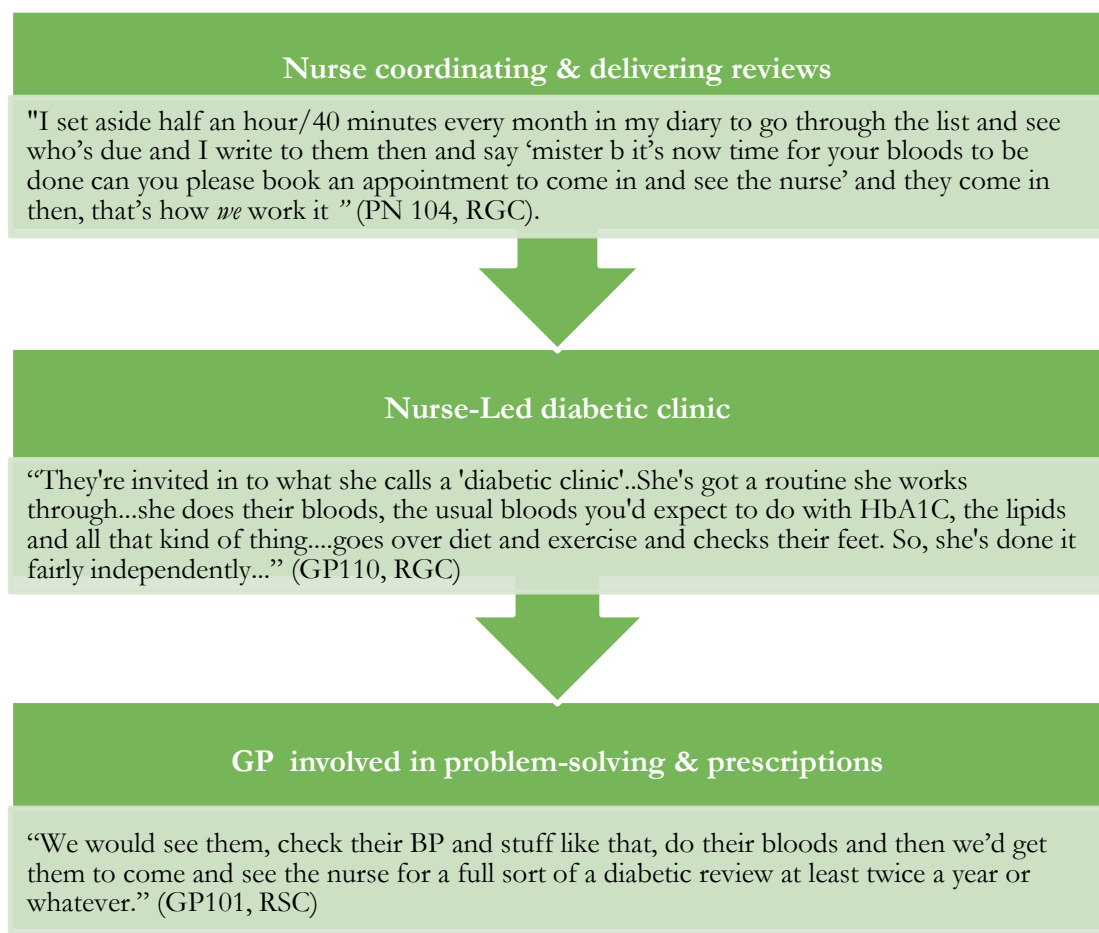 Nurse coordinating & delivering reviews
"I set aside half an hour/40 minutes every month in my diary to go through the list and see
who’s due and I write to them then and say ‘mister b it’s now time for your bloods to be
done can you please book an appointment to come in and see the nurse’ and they come in
then, that’s how we work it ” (PN 104, RGC).
Nurse-Led diabetic clinic
“They're invited in to what she calls a 'diabetic clinic'..She's got a routine she works
through...she does their bloods, the usual bloods you'd expect to do with HbA1C, the lipids
and all that kind of thing....goes over diet and exercise and checks their feet. So, she's done it
fairly independently...” (GP110, RGC)
GP involved in problem-solving & prescriptions
“We would see them, check their BP and stuff like that, do their bloods and then we’d get
them to come and see the nurse for a full sort of a diabetic review at least twice a year or
whatever.” (GP101, RSC)